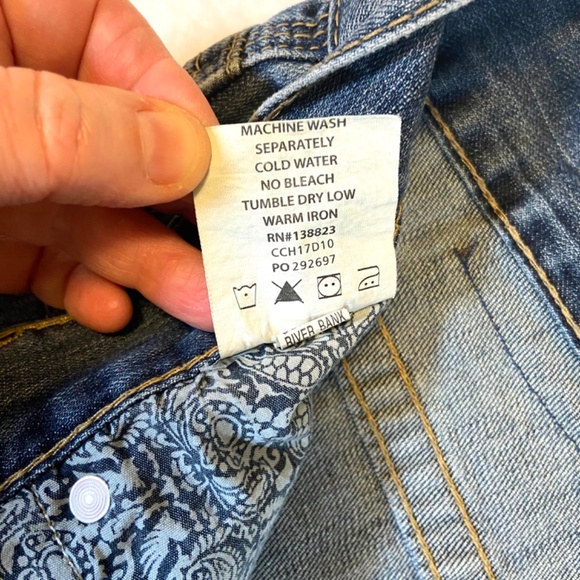 MACHINE WASH
SEPARATELY
COLD WATER
NO BLEACH
TUMBLE DRY LOW
WARM IRON
RN#138823
CCH17D10
PO 292697
RIVER BANK